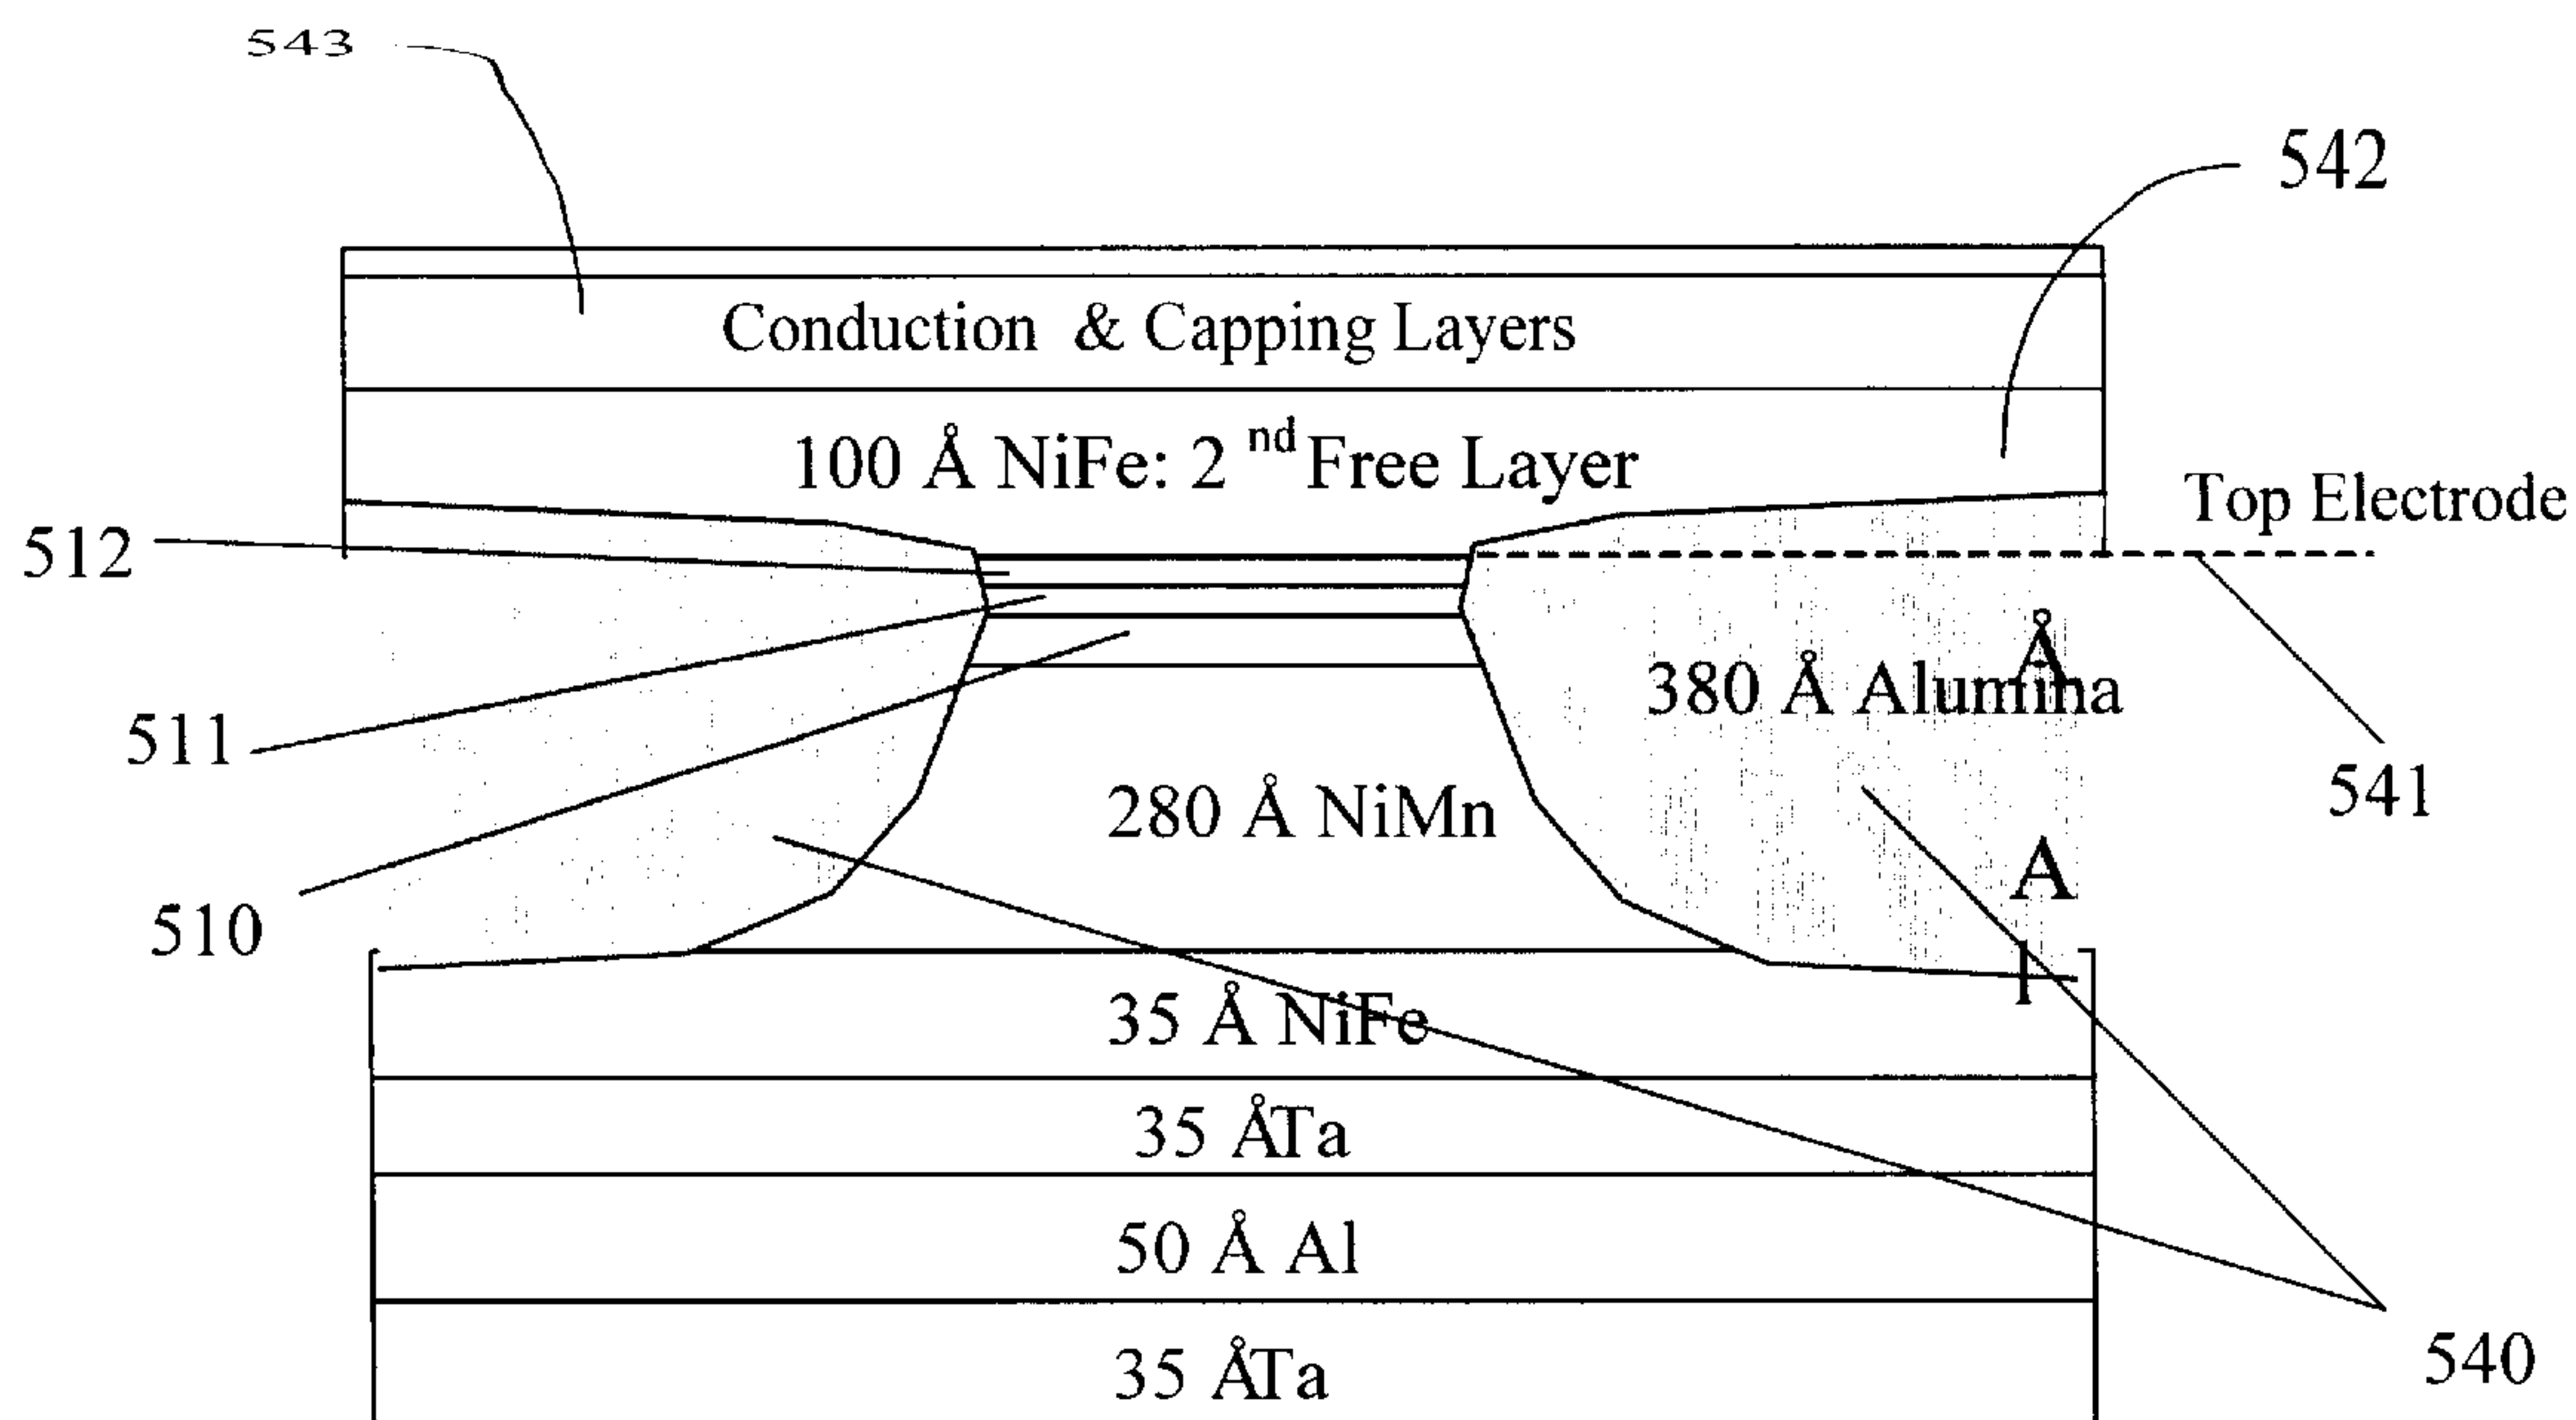 543
542
Conduction & Capping Layers
100 Å NiFe: 2 nd Free Layer
Top Electrode
512
Å
380 Å Alumina
511
541
280 Å NiMn
A
510
l
35 Å NiFe
35 ÅTa
50 Å Al
540
35 ÅTa